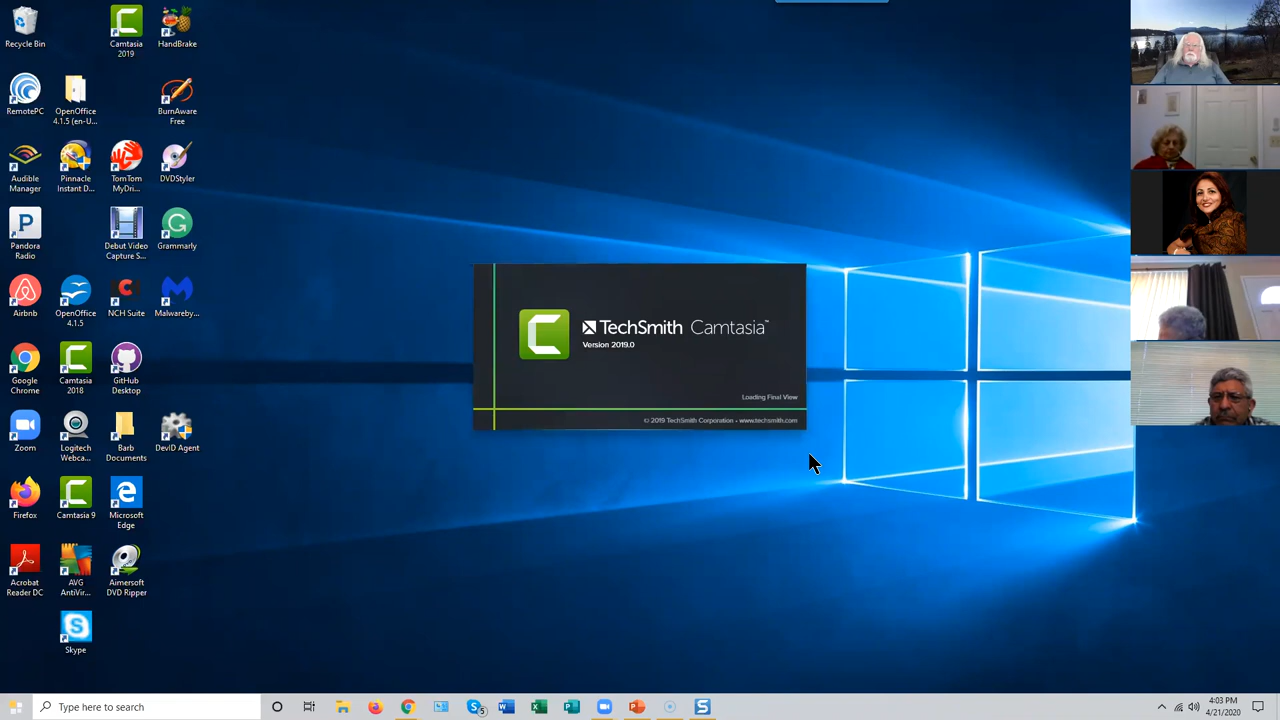 Recycle Bin
Camtasia
2019
HandBrake
RemotePC
OpenOffice
4.1.5 (en-U...
BurnAware
Free
Audible
Manager
Pinnacle
Instant D...
TomTom
MyDri...
DVDStyler
P
Pandora
Radio
Debut Video
Capture S...
Grammarly
Airbnb
OpenOffice
4.1.5
NCH Suite
Malwareby...
Google
Chrome
Camtasia
2018
GitHub
Desktop
Zoom
Logitech
Webca...
Barb
Documents
DevID Agent
Firefox
Camtasia 9
Microsoft
Edge
Acrobat
Reader DC
AVG
AntiVir...
Aimersoft
DVD Ripper
Skype
TechSmith Camtasia™
Version 2019.0
Loading Final View
© 2019 TechSmith Corporation - www.techsmith.com
Type here to search
5
4:03 PM
4/21/2020